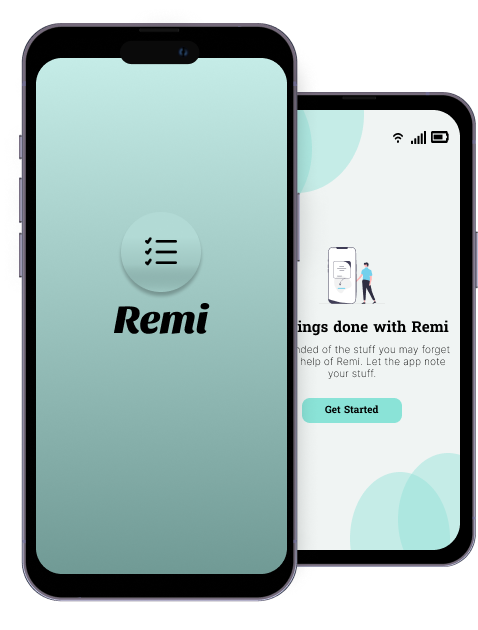 Remi
ings done with Remi
nded of the stuff you may forget
help of Remi. Let the app note
your stuff.
Get Started